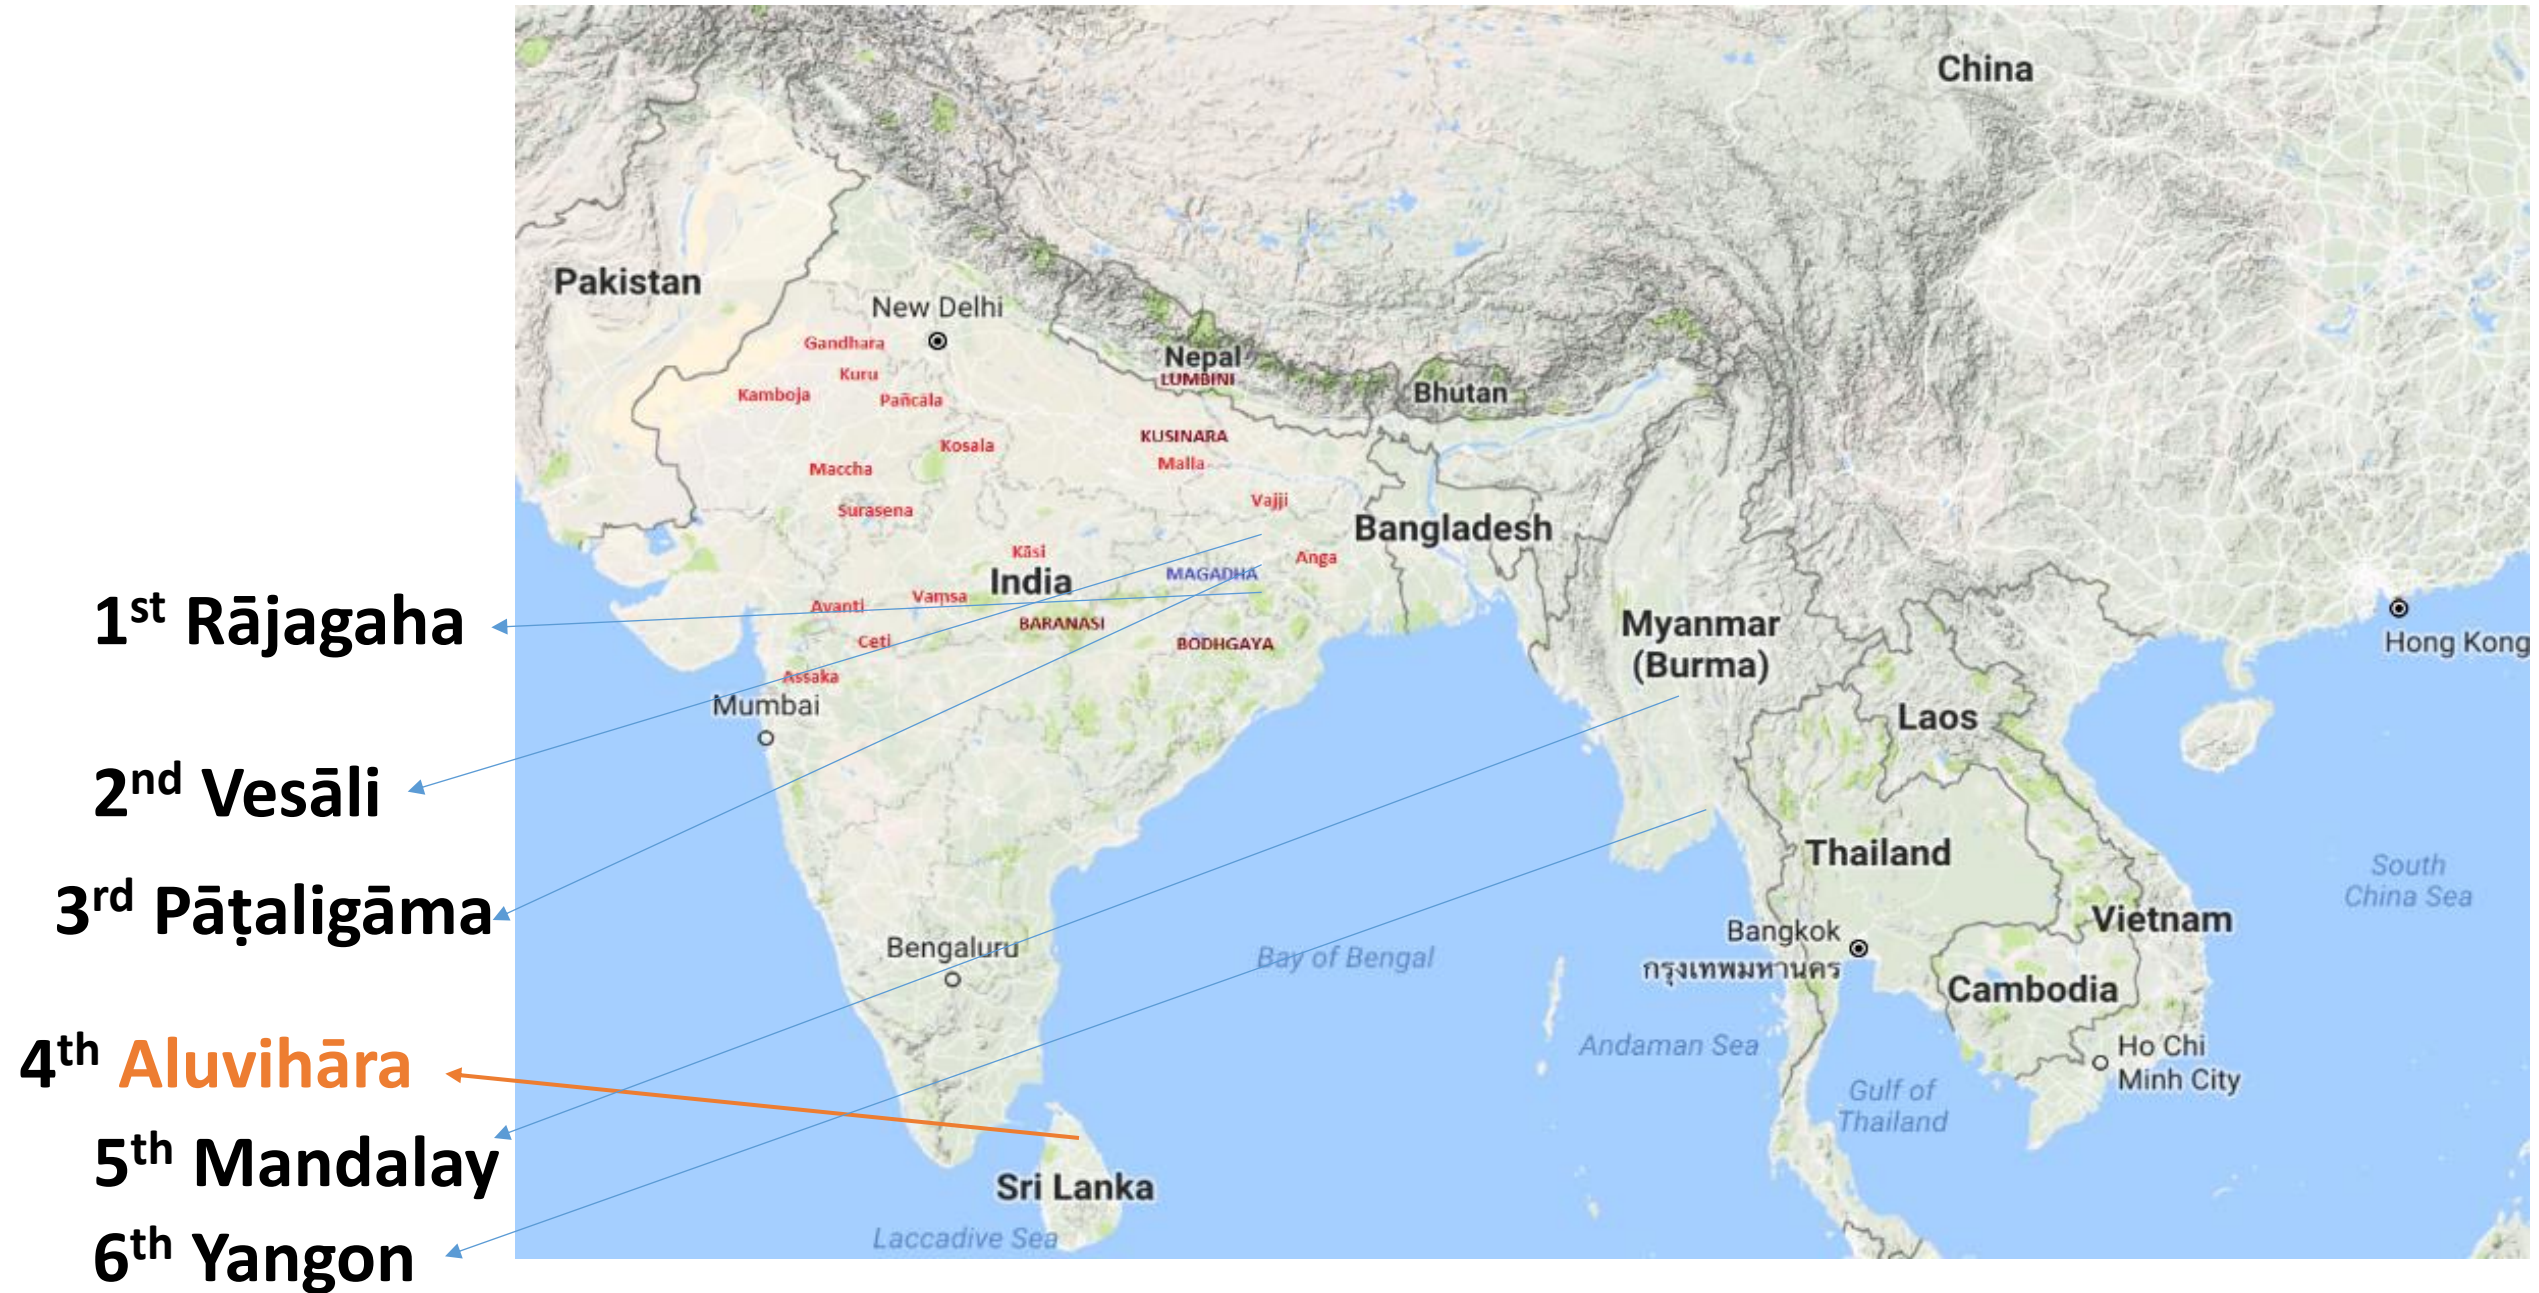 China
Pakistan
New Delhi
Gandhara
Nepal
LUMBINI
Kuru
Kamboja
Pañcāla
Bhutan
KUSINARA
Kosala
Malla
Maccha
Vajji
Surasena
Bangladesh
Kāsi
Anga
India
MAGADHA
Vamsa
Avanti
1st Rājagaha
BARANASI
Myanmar
(Burma)
Ceti
BODHGAYA
Hong Kong
Assaka
Mumbai
Laos
2nd Vesāli
Thailand
South
China Sea
3rd Pāṭaligāma
Vietnam
Bangkok
กรุงเทพมหานคร
Bengaluru
Bay of Bengal
Cambodia
Andaman Sea
Ho Chi
Minh City
4th Aluvihāra
Gulf of
Thailand
5th Mandalay
Sri Lanka
Laccadive Sea
6th Yangon